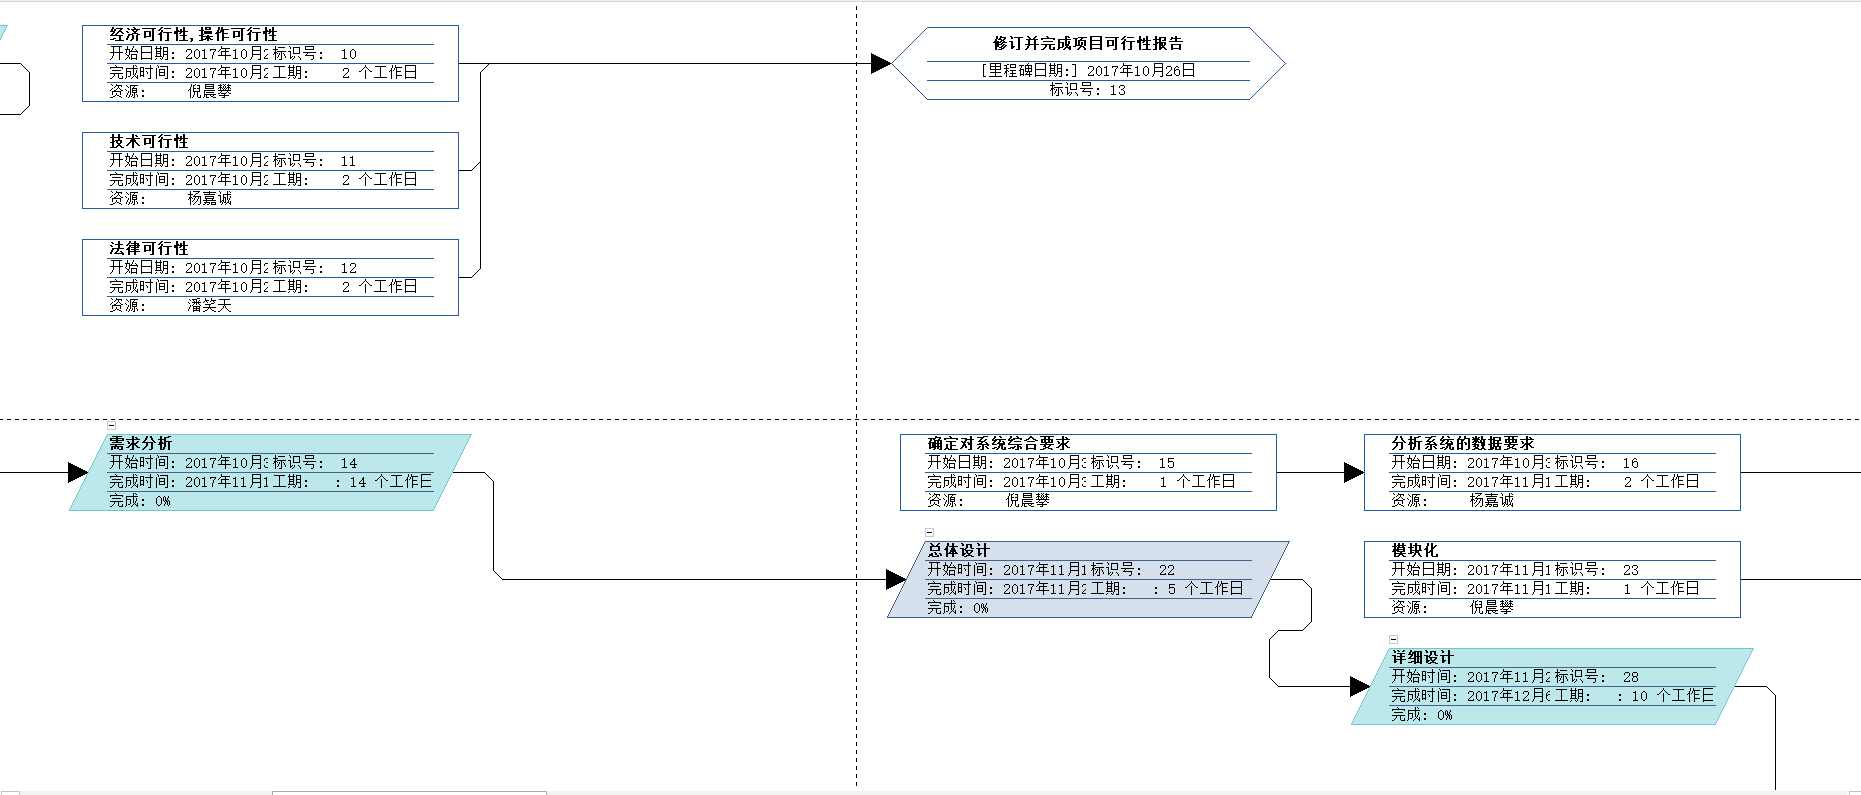 经济可行性,操作可行性
开始日期: 2017年10月2 标识号: 10
完成时间: 2017年10月2 工期: 2 个工作日
资源: 倪晨攀
技术可行性
开始日期: 2017年10月2 标识号: 11
完成时间: 2017年10月2 工期: 2 个工作日
资源: 杨嘉诚
法律可行性
开始日期: 2017年10月2 标识号: 12
完成时间: 2017年10月2 工期: 2 个工作日
资源: 潘笑天
修订并完成项目可行性报告
[里程碑日期:] 2017年10月26日
标识号: 13
需求分析
开始时间: 2017年10月3 标识号: 14
完成时间: 2017年11月1 工期: : 14 个工作日
完成: 0%
确定对系统综合要求
开始日期: 2017年10月3 标识号: 15
完成时间: 2017年10月3 工期: 1 个工作日
资源: 倪晨攀
分析系统的数据要求
开始日期: 2017年10月3 标识号: 16
完成时间: 2017年11月1 工期: 2 个工作日
资源: 杨嘉诚
总体设计
开始时间: 2017年11月1 标识号: 22
完成时间: 2017年11月2 工期: : 5 个工作日
完成: 0%
模块化
开始日期: 2017年11月1 标识号: 23
完成时间: 2017年11月1 工期: 1 个工作日
资源: 倪晨攀
详细设计
开始时间: 2017年11月2 标识号: 28
完成时间: 2017年12月6 工期: : 10 个工作日
完成: 0%